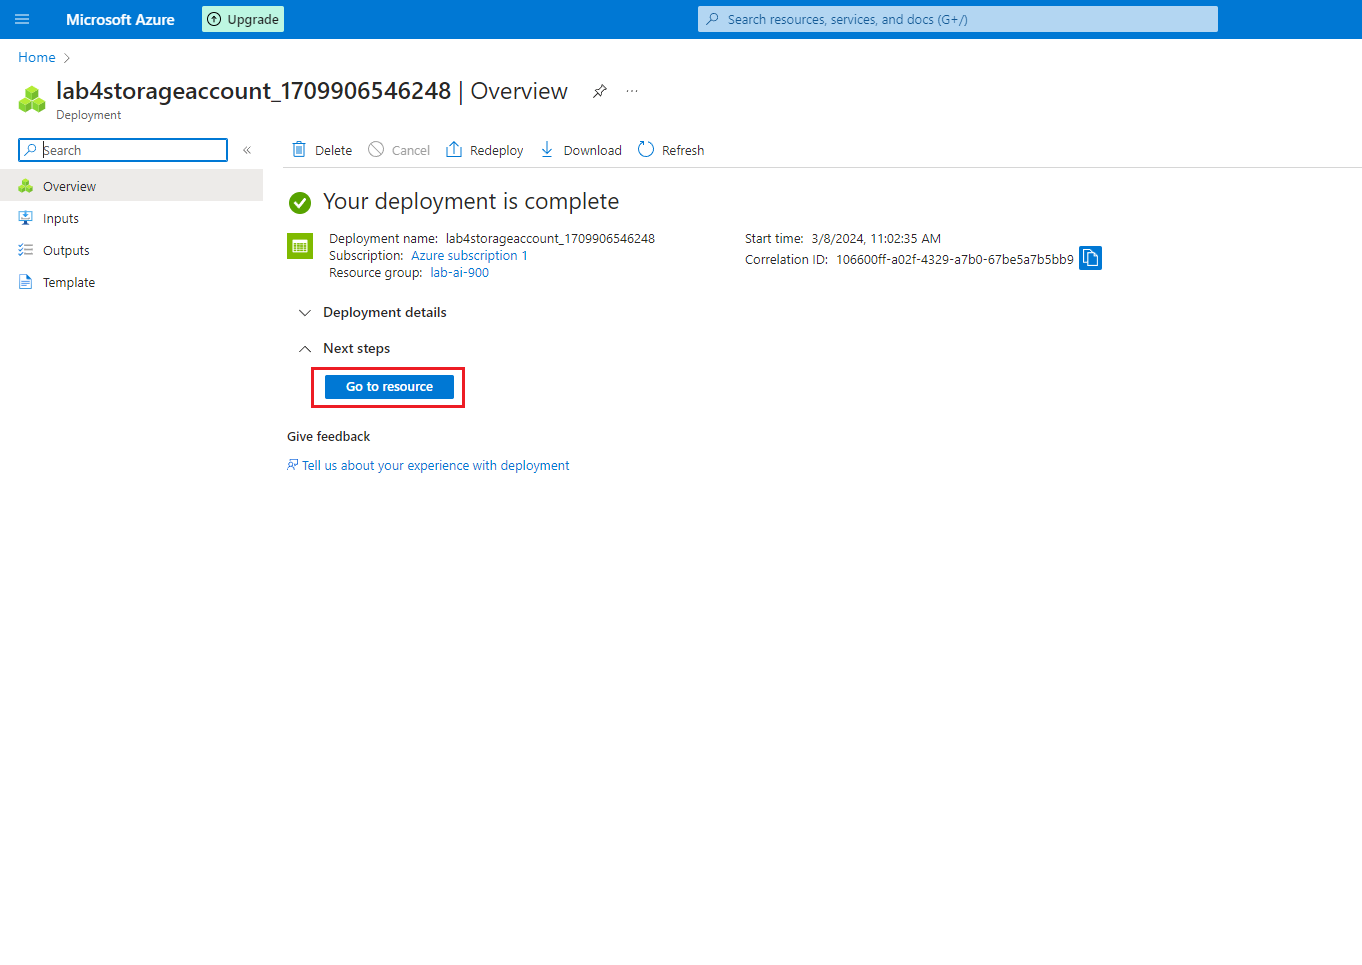 Microsoft Azure
Upgrade
Search resources, services, and docs (G+/)
Home
lab4storageaccount_1709906546248 | Overview
Deployment
Search
Delete
Cancel
Redeploy
Download
Refresh
Overview
Inputs
Outputs
Template
Your deployment is complete
Deployment name: lab4storageaccount_1709906546248
Subscription: Azure subscription 1
Resource group: lab-ai-900
Start time: 3/8/2024, 11:02:35 AM
Correlation ID: 106600ff-a02f-4329-a7b0-67be5a7b5bb9
Deployment details
Next steps
Go to resource
Give feedback
Tell us about your experience with deployment